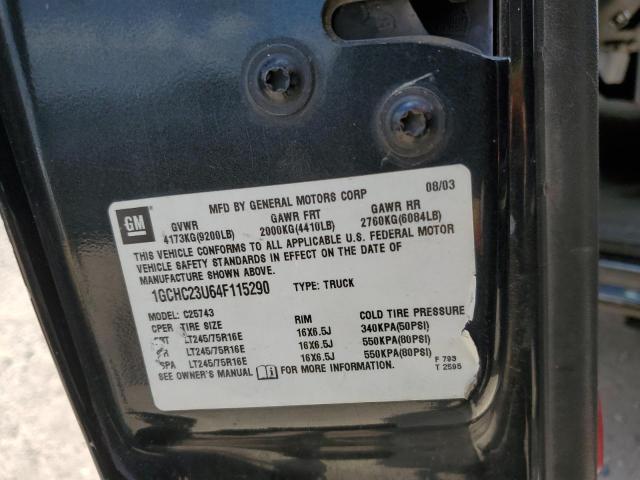 MFD BY GENERAL MOTORS CORP 08/03
GM
GVWR GAWR FRT GAWR RR
4173KG(9200LB) 2000KG(4410LB) 2760KG(6084LB)
THIS VEHICLE CONFORMS TO ALL APPLICABLE U.S. FEDERAL MOTOR
VEHICLE SAFETY STANDARDS IN EFFECT ON THE DATE OF
MANUFACTURE SHOWN ABOVE.
1GCHC23U64F115290 TYPE: TRUCK
MODEL: C25743
TIRE SIZE RIM COLD TIRE PRESSURE
LT245/75R16E 16X6.5J 340KPA(50PSI)
LT245/75R16E 16X6.5J 550KPA(80PSI)
SPA LT245/75R16E 16X6.5J 550KPA(80PSI)
SEE OWNER'S MANUAL FOR MORE INFORMATION.
F 793
T 2595